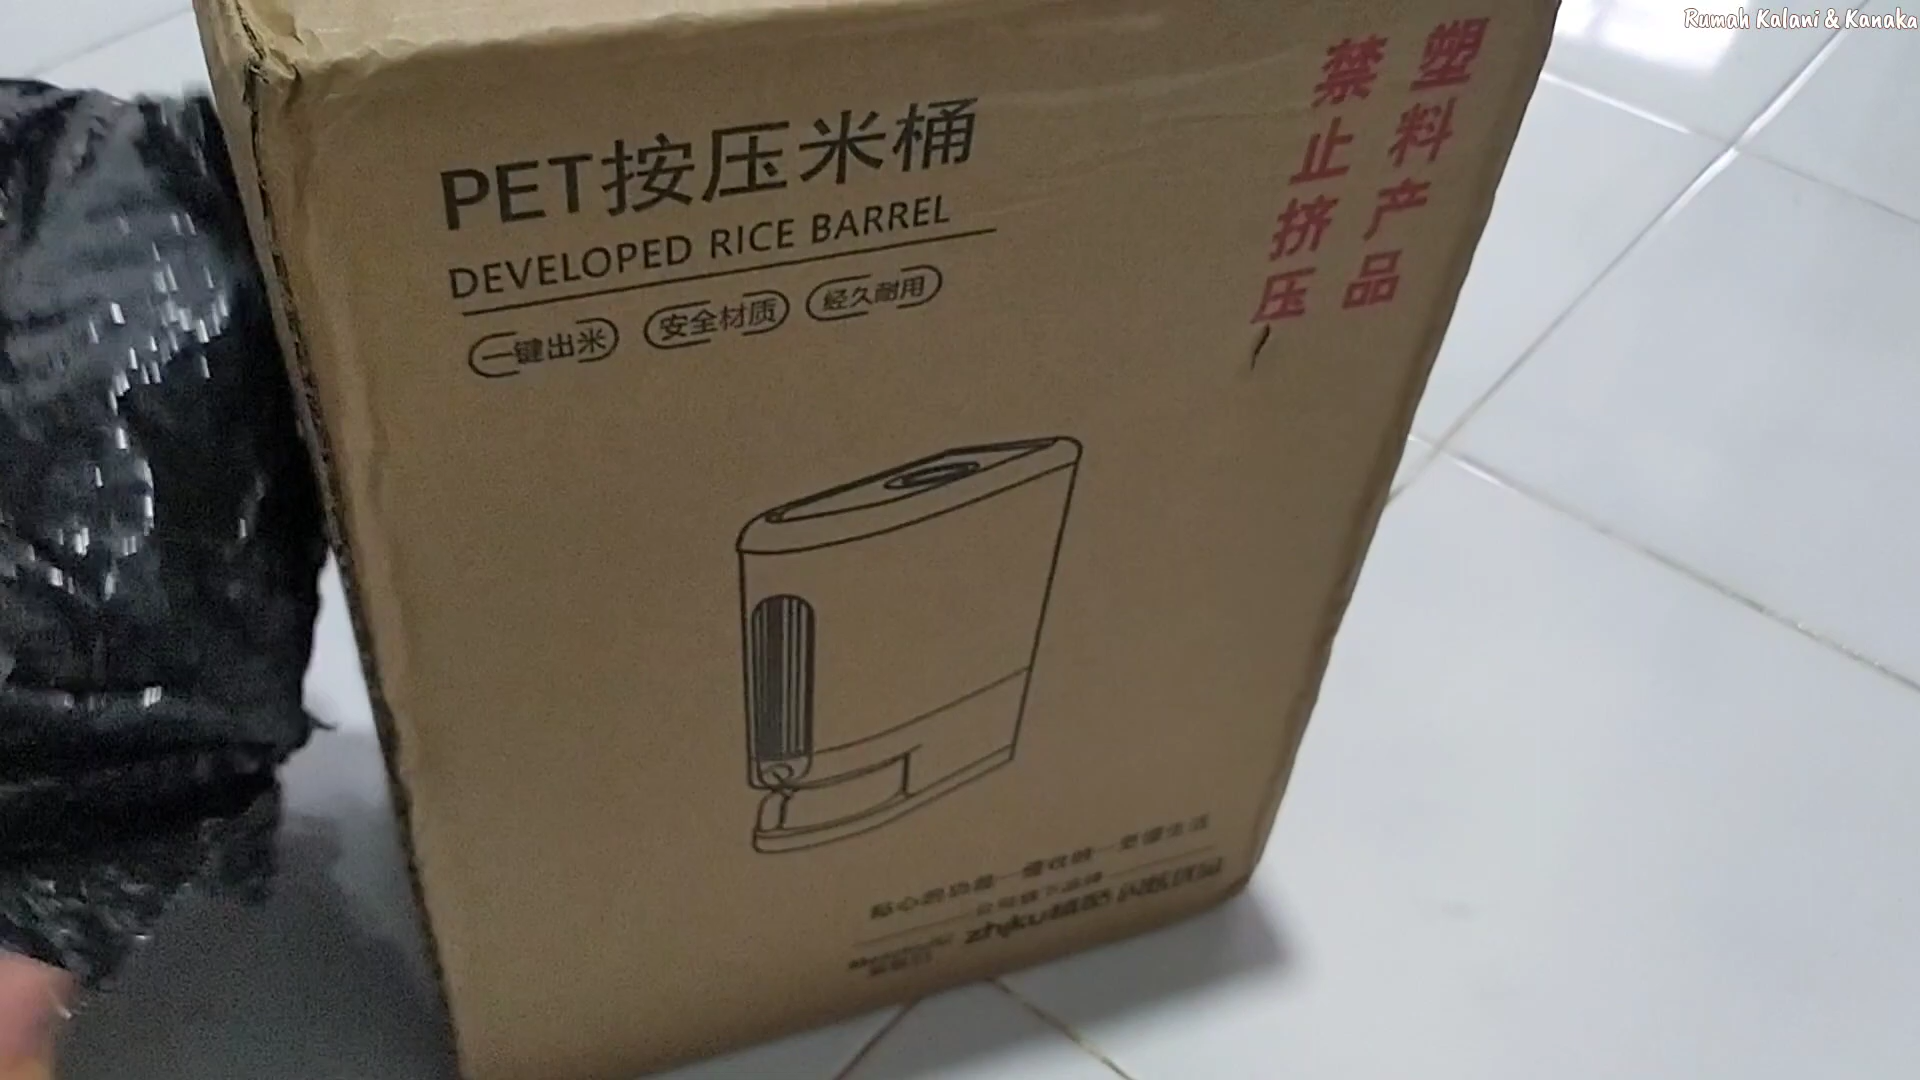 Rumah Kalani & Kanaka
PET按压米桶
DEVELOPED RICE BARREL
一键出米 安全材质 经久耐用
塑料产品
禁止挤压
zhiku